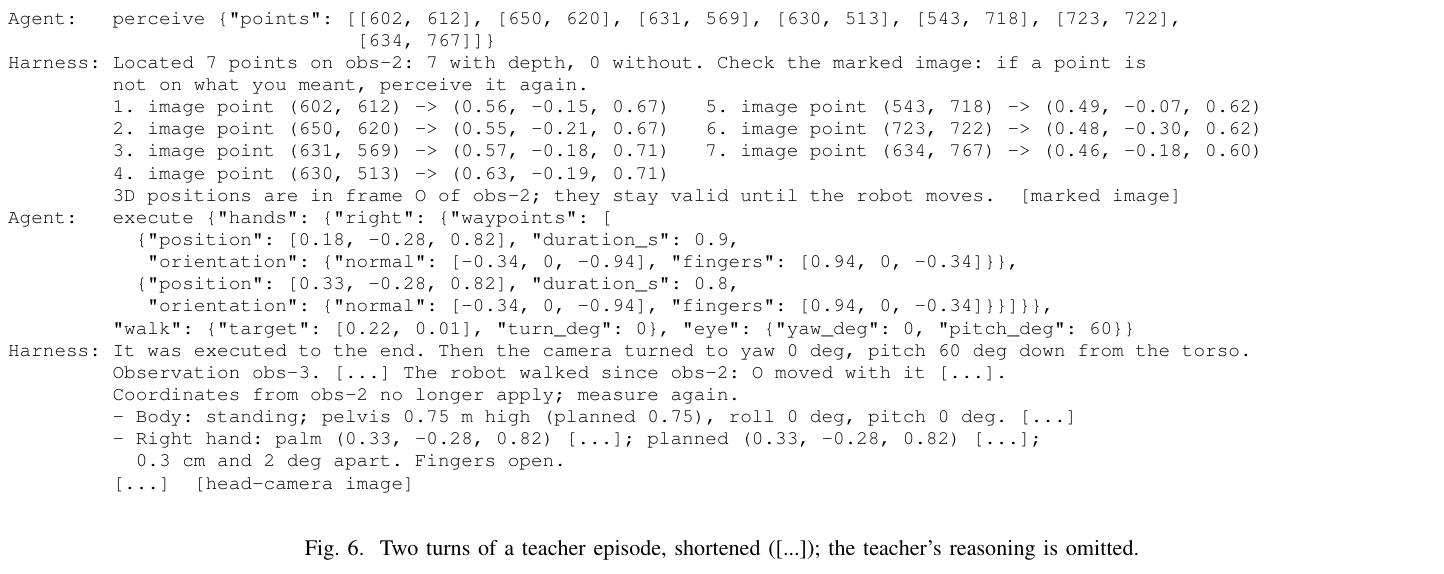 Agent: perceive {"points": [[602, 612], [650, 620], [631, 569], [630, 513], [543, 718], [723, 722],
[634, 767]]}
Harness: Located 7 points on obs-2: 7 with depth, 0 without. Check the marked image: if a point is
not on what you meant, perceive it again.
1. image point (602, 612) -> (0.56, -0.15, 0.67) 5. image point (543, 718) -> (0.49, -0.07, 0.62)
2. image point (650, 620) -> (0.55, -0.21, 0.67) 6. image point (723, 722) -> (0.48, -0.30, 0.62)
3. image point (631, 569) -> (0.57, -0.18, 0.71) 7. image point (634, 767) -> (0.46, -0.18, 0.60)
4. image point (630, 513) -> (0.63, -0.19, 0.71)
3D positions are in frame O of obs-2; they stay valid until the robot moves. [marked image]
Agent: execute {"hands": {"right": {"waypoints": [
{"position": [0.18, -0.28, 0.82], "duration_s": 0.9,
"orientation": {"normal": [-0.34, 0, -0.94], "fingers": [0.94, 0, -0.34]}},
{"position": [0.33, -0.28, 0.82], "duration_s": 0.8,
"orientation": {"normal": [-0.34, 0, -0.94], "fingers": [0.94, 0, -0.34]}}]}},
"walk": {"target": [0.22, 0.01], "turn_deg": 0}, "eye": {"yaw_deg": 0, "pitch_deg": 60}}
Harness: It was executed to the end. Then the camera turned to yaw 0 deg, pitch 60 deg down from the torso.
Observation obs-3. [...] The robot walked since obs-2: O moved with it [...].
Coordinates from obs-2 no longer apply; measure again.
- Body: standing; pelvis 0.75 m high (planned 0.75), roll 0 deg, pitch 0 deg. [...]
- Right hand: palm (0.33, -0.28, 0.82) [...]; planned (0.33, -0.28, 0.82) [...];
0.3 cm and 2 deg apart. Fingers open.
[...] [head-camera image]
Fig. 6. Two turns of a teacher episode, shortened ([...]); the teacher's reasoning is omitted.